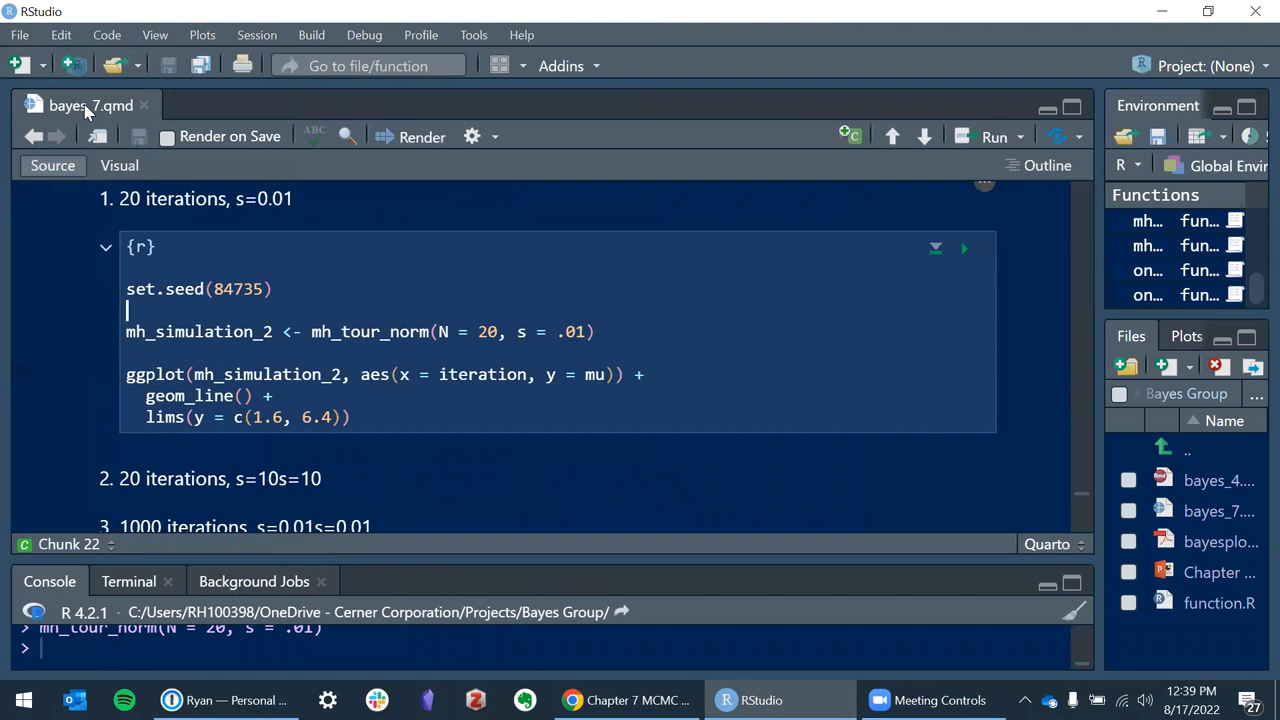 RStudio
File Edit Code View Plots Session Build Debug Profile Tools Help
Go to file/function Addins Project: (None)
bayes_7.qmd
Render on Save ABC Render Run
Source Visual Outline
1. 20 iterations, s=0.01
{r}
set.seed(84735)
mh_simulation_2 <- mh_tour_norm(N = 20, s = .01)
ggplot(mh_simulation_2, aes(x = iteration, y = mu)) +
geom_line() +
lims(y = c(1.6, 6.4))
2. 20 iterations, s=10s=10
3. 1000 iterations, s=0.01s=0.01
Chunk 22 Quarto
Console Terminal Background Jobs
R 4.2.1 · C:/Users/RH100398/OneDrive - Cerner Corporation/Projects/Bayes Group/
> mh_tour_norm(N = 20, s = .01)
>
Environment
R Global Envir
Functions
mh… fun…
mh… fun…
on… fun…
on… fun…
Files Plots
Bayes Group ...
Name
..
bayes_4....
bayes_7....
bayesplo...
Chapter ...
function.R
Ryan — Personal ... Chapter 7 MCMC ... RStudio Meeting Controls
12:39 PM
8/17/2022
27